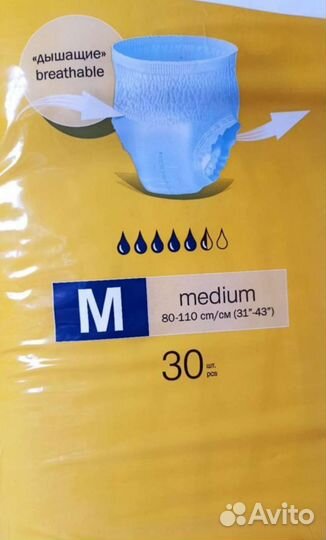 «дышащие»
breathable
M
medium
80-110 cm/см (31"-43")
30 шт.
pcs
Avito